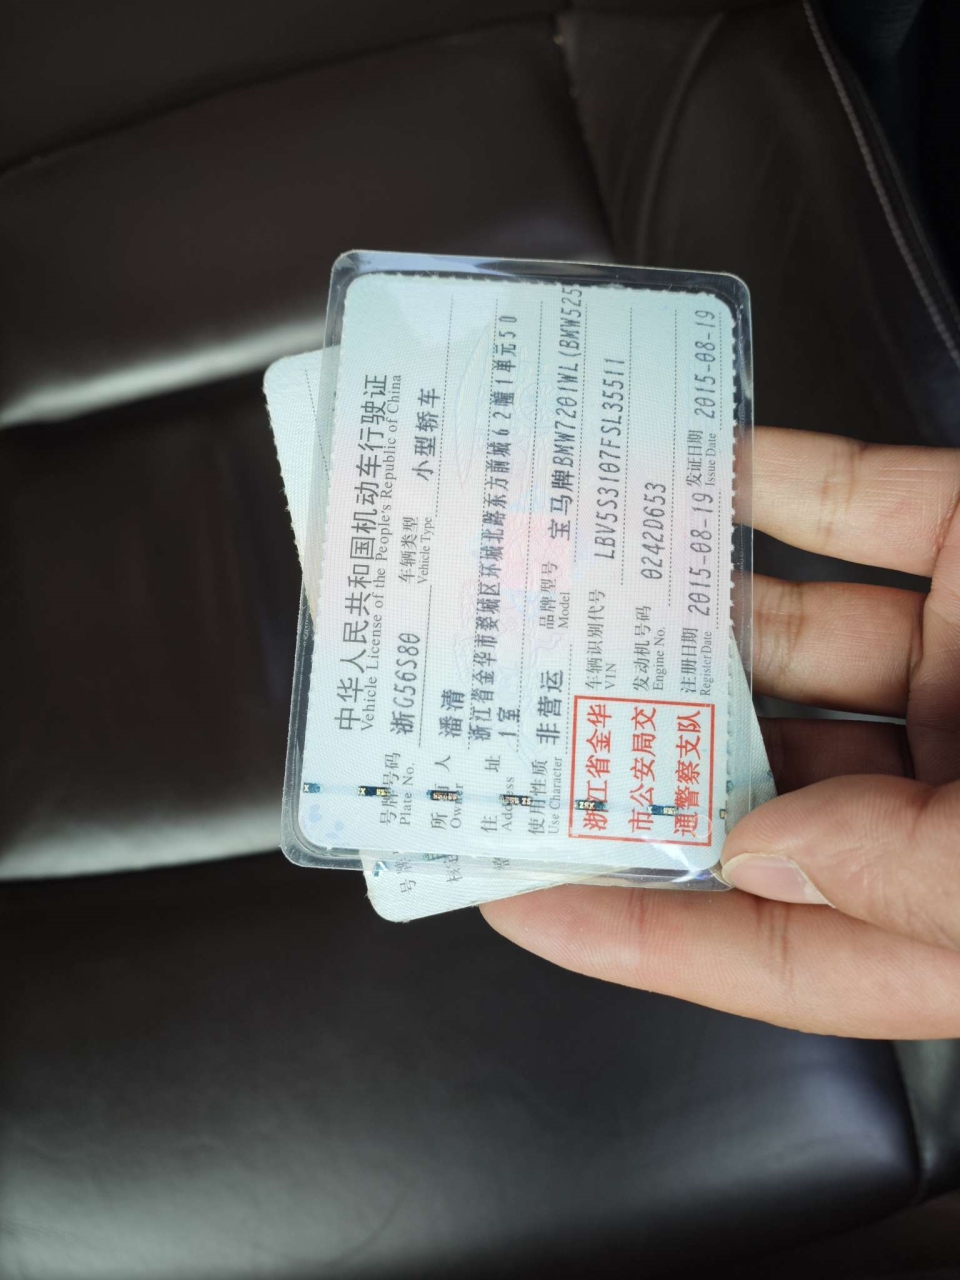 中华人民共和国机动车行驶证
Vehicle License of the People's Republic of China
号牌号码 浙G56S80 车辆类型 小型轿车
Plate No. Vehicle Type
所 人 潘清
Owner
住 址 浙江省金华市婺城区环城北路东方前城62幢1单元50
Address 1室
使用性质 非营运 品牌型号 宝马牌BMW7201WL(BMW525
Use Character Model
浙江省金华
市公安局交
通警察支队
车辆识别代号 LBV5S3107FSL35511
VIN
发动机号码 0242D653
Engine No.
注册日期 2015-08-19 发证日期 2015-08-19
Register Date Issue Date
号